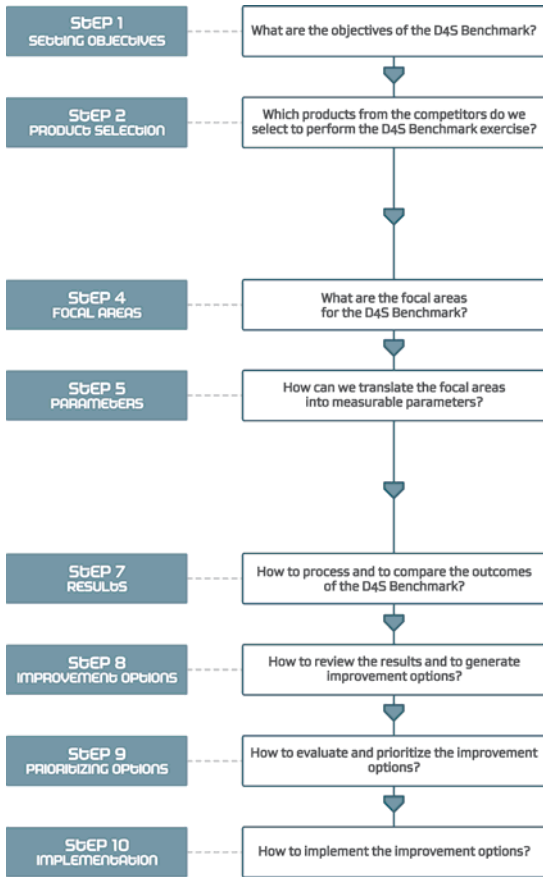 STEP 1
SETTING OBJECTIVES
What are the objectives of the D4S Benchmark?
STEP 2
PRODUCT SELECTION
Which products from the competitors do we
select to perform the D4S Benchmark exercise?
STEP 4
FOCAL AREAS
What are the focal areas
for the D4S Benchmark?
STEP 5
PARAMETERS
How can we translate the focal areas
into measurable parameters?
STEP 7
RESULTS
How to process and to compare the outcomes
of the D4S Benchmark?
STEP 8
IMPROVEMENT OPTIONS
How to review the results and to generate
improvement options?
STEP 9
PRIORITIZING OPTIONS
How to evaluate and prioritize the improvement
options?
STEP 10
IMPLEMENTATION
How to implement the improvement options?